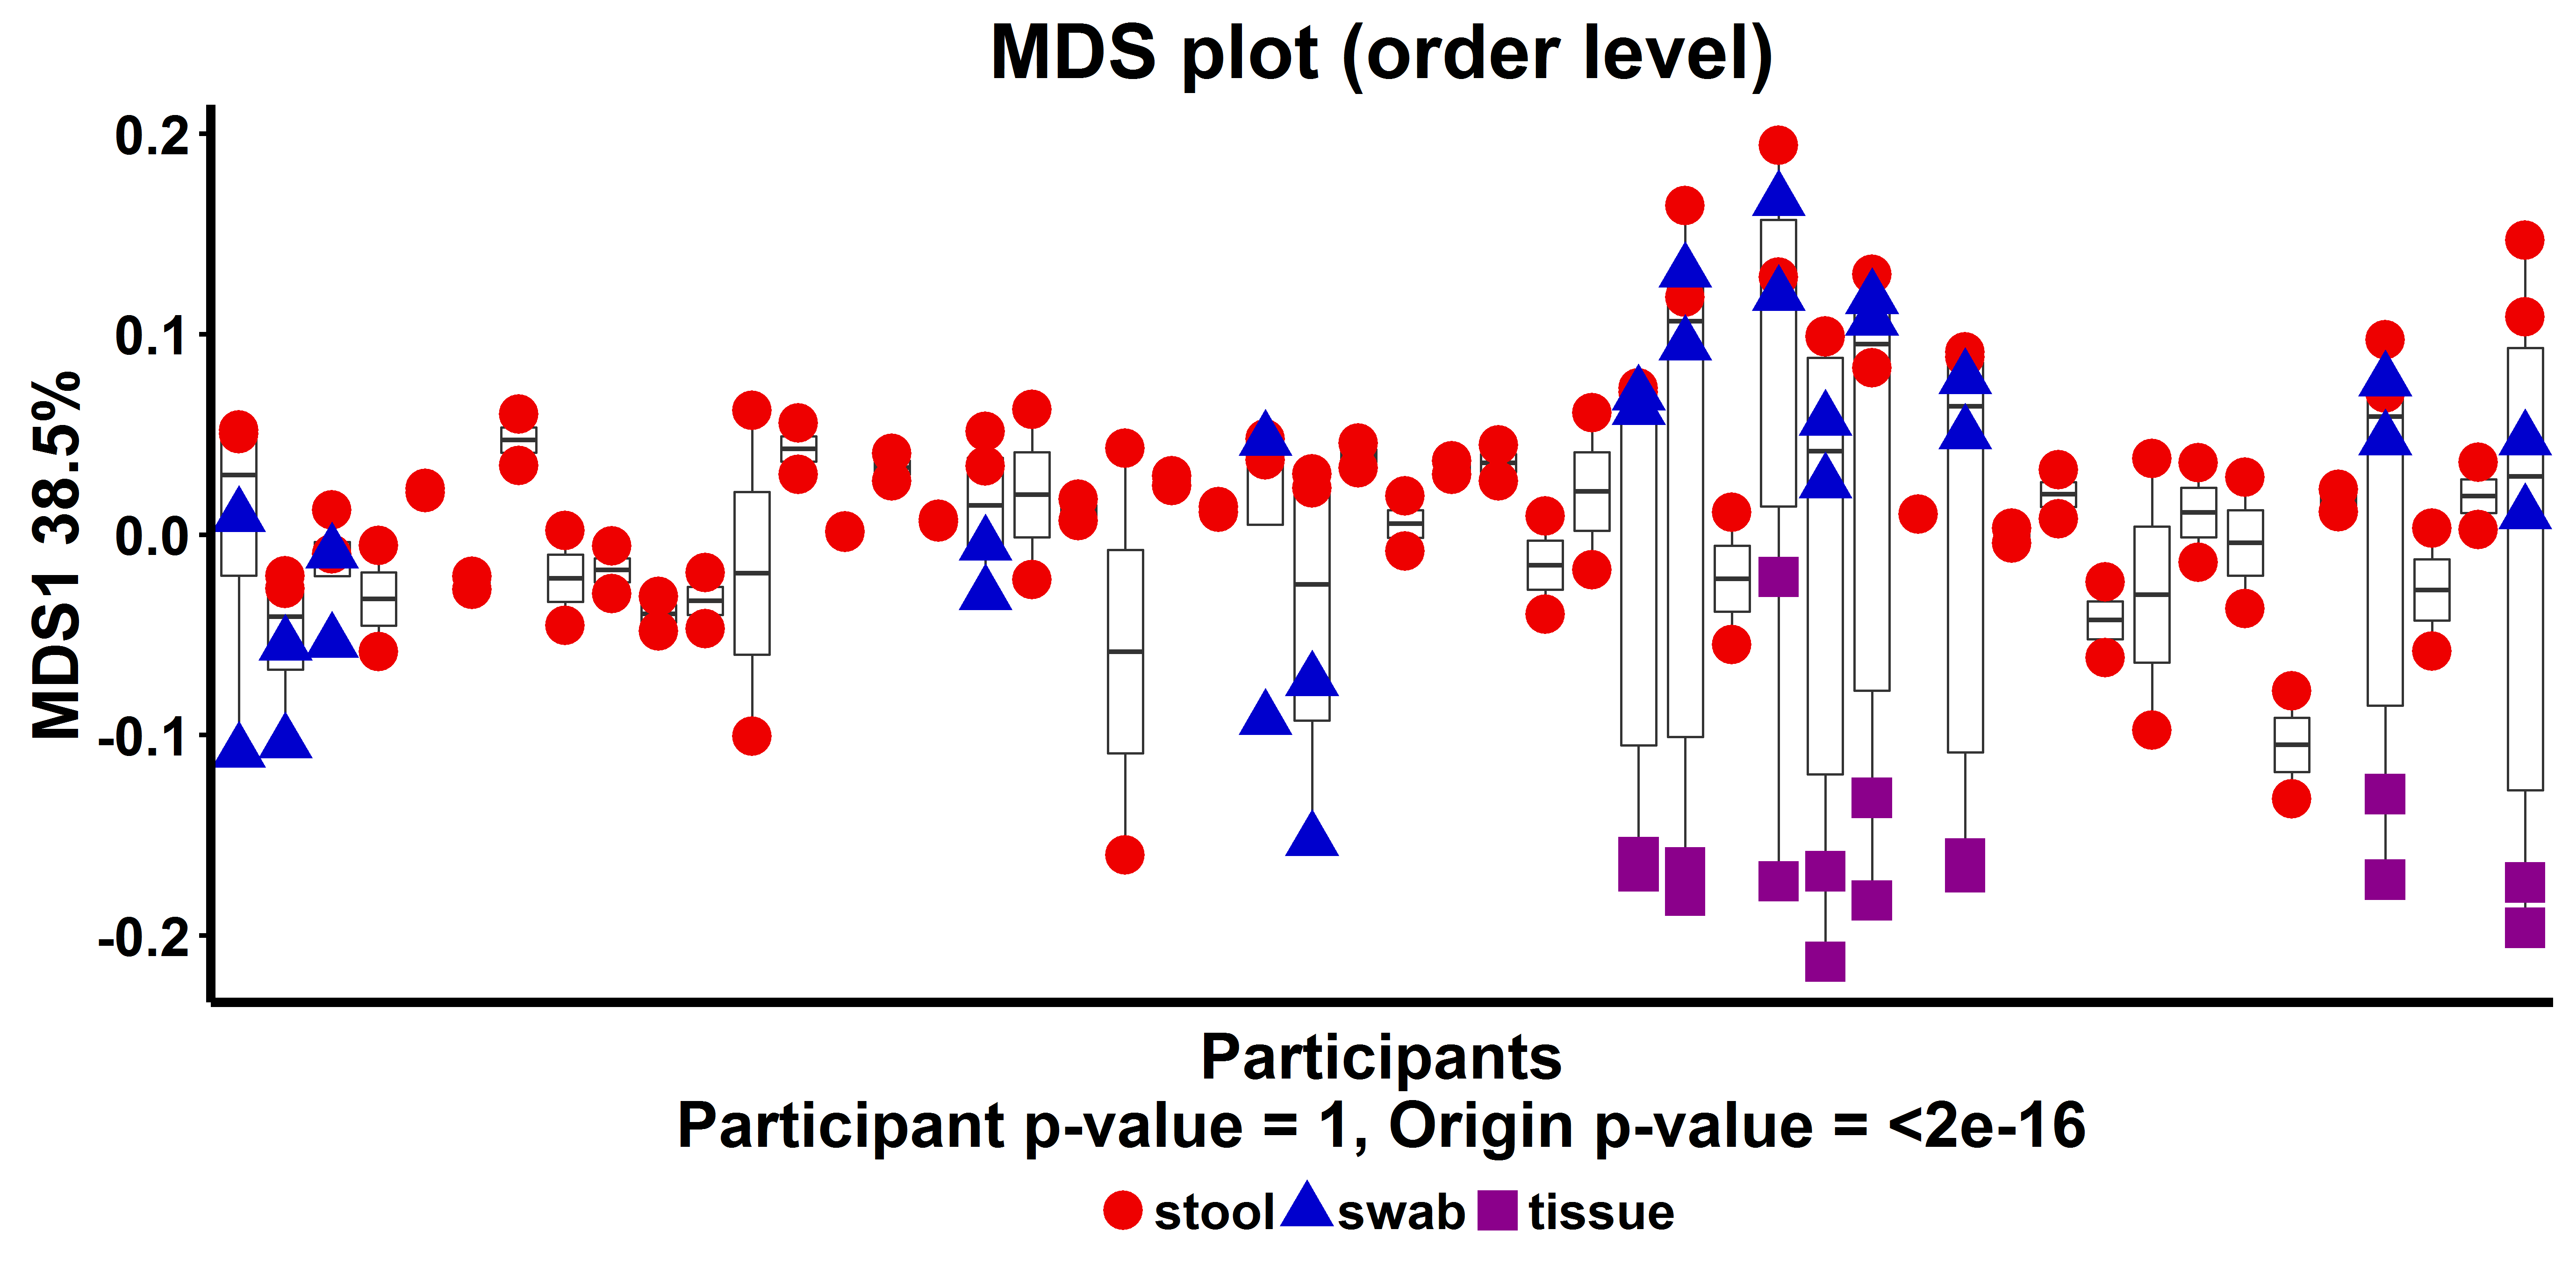 MDS plot (order level)
MDS1 38.5%
0.2
0.1
0.0
-0.1
-0.2
Participants
Participant p-value = 1, Origin p-value = <2e-16
stool swab tissue